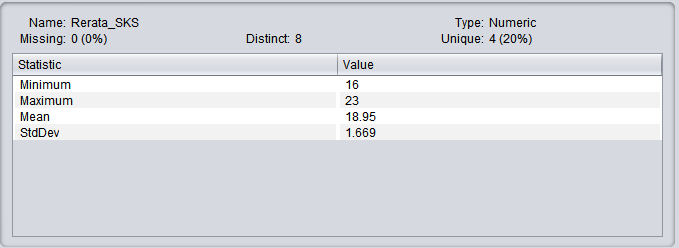 Name: Rerata_SKS Type: Numeric
Missing: 0 (0%) Distinct: 8 Unique: 4 (20%)
Statistic Value
Minimum 16
Maximum 23
Mean 18.95
StdDev 1.669